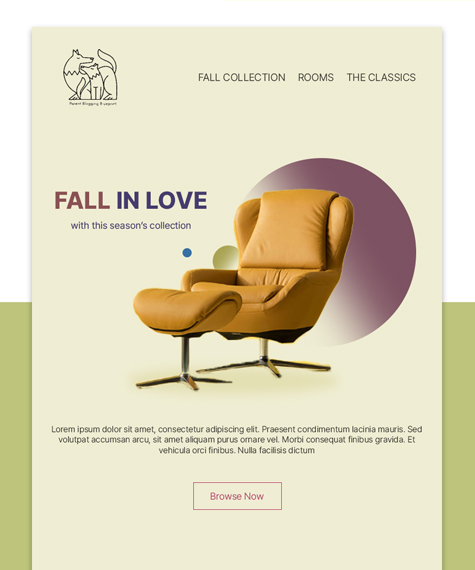 Parent Blogging Blueprint
FALL COLLECTION ROOMS THE CLASSICS
FALL IN LOVE
with this season's collection
Lorem ipsum dolor sit amet, consectetur adipiscing elit. Praesent condimentum lacinia mauris. Sed
volutpat accumsan arcu, sit amet aliquam purus ornare vel. Morbi consequat finibus gravida. Et
vehicula orci finibus. Nulla facilisis dictum
Browse Now